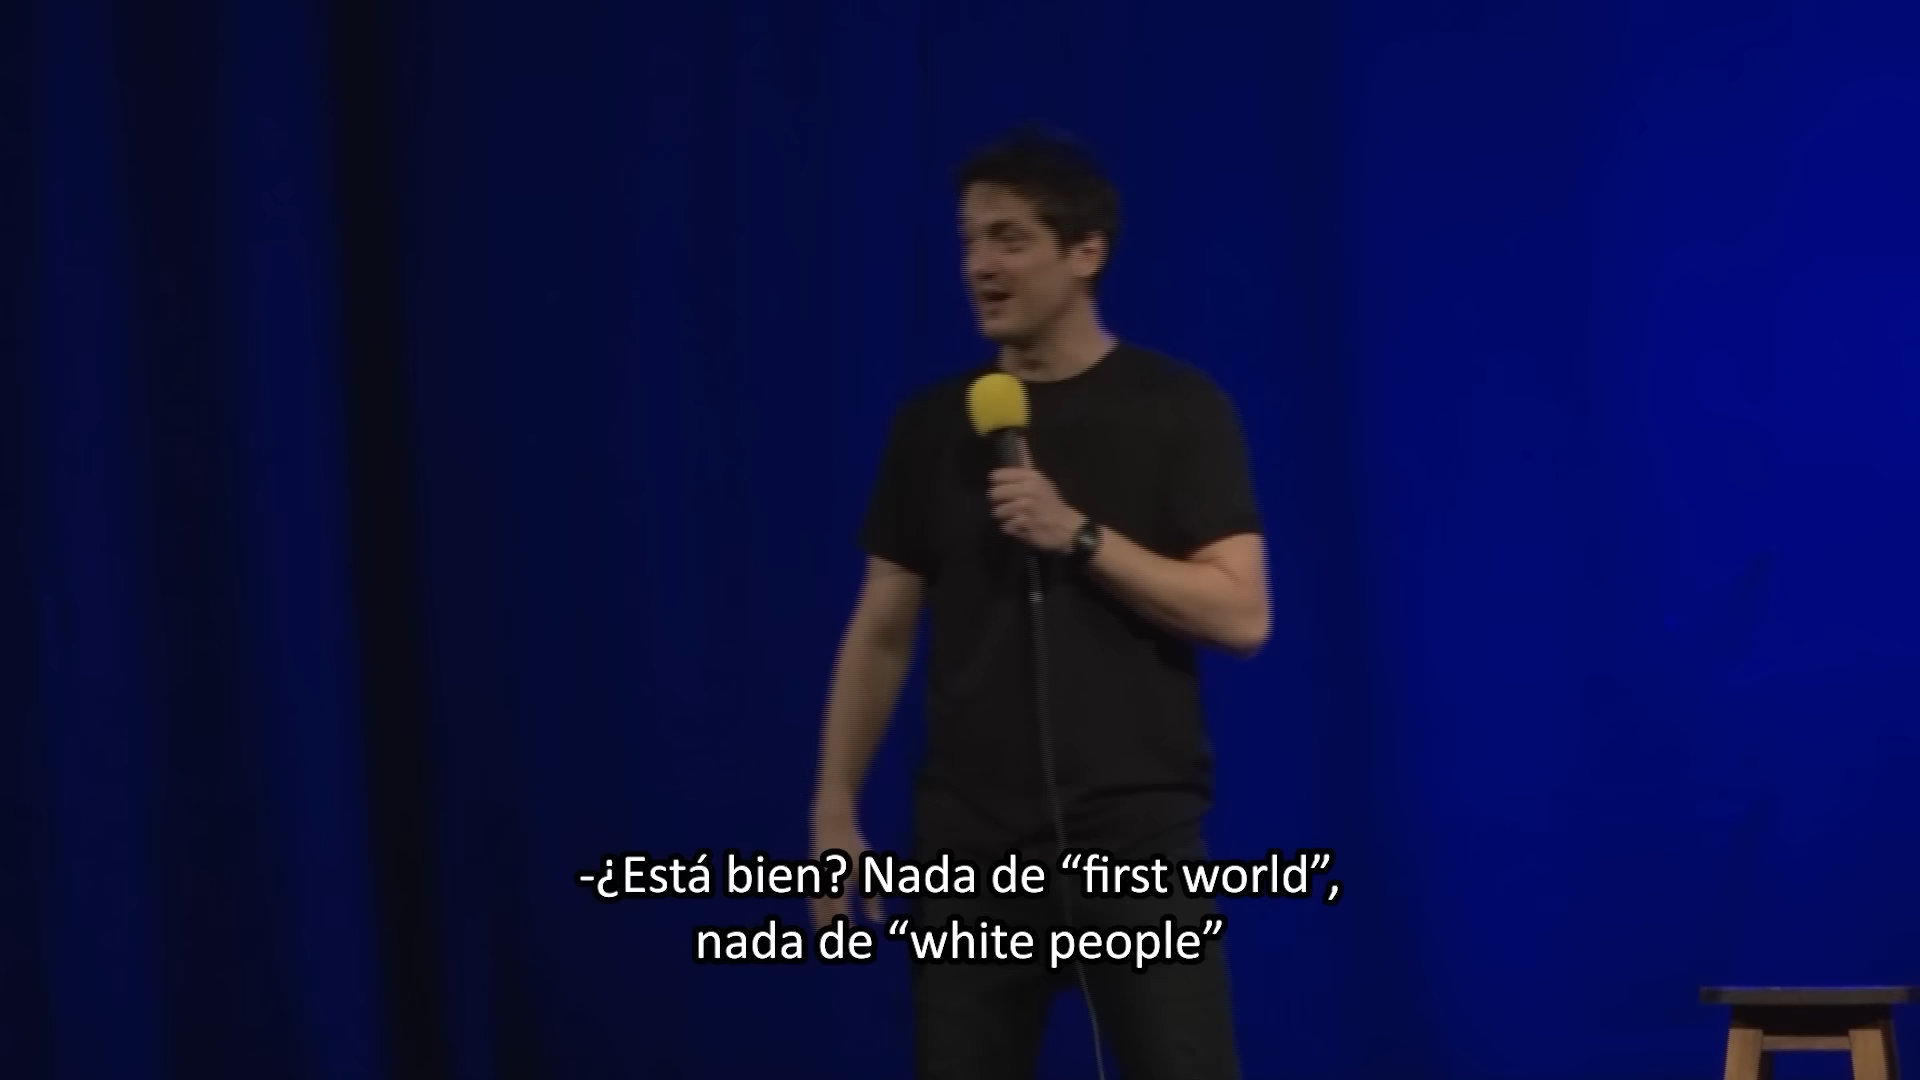 -¿Está bien? Nada de “first world”,
nada de “white people”